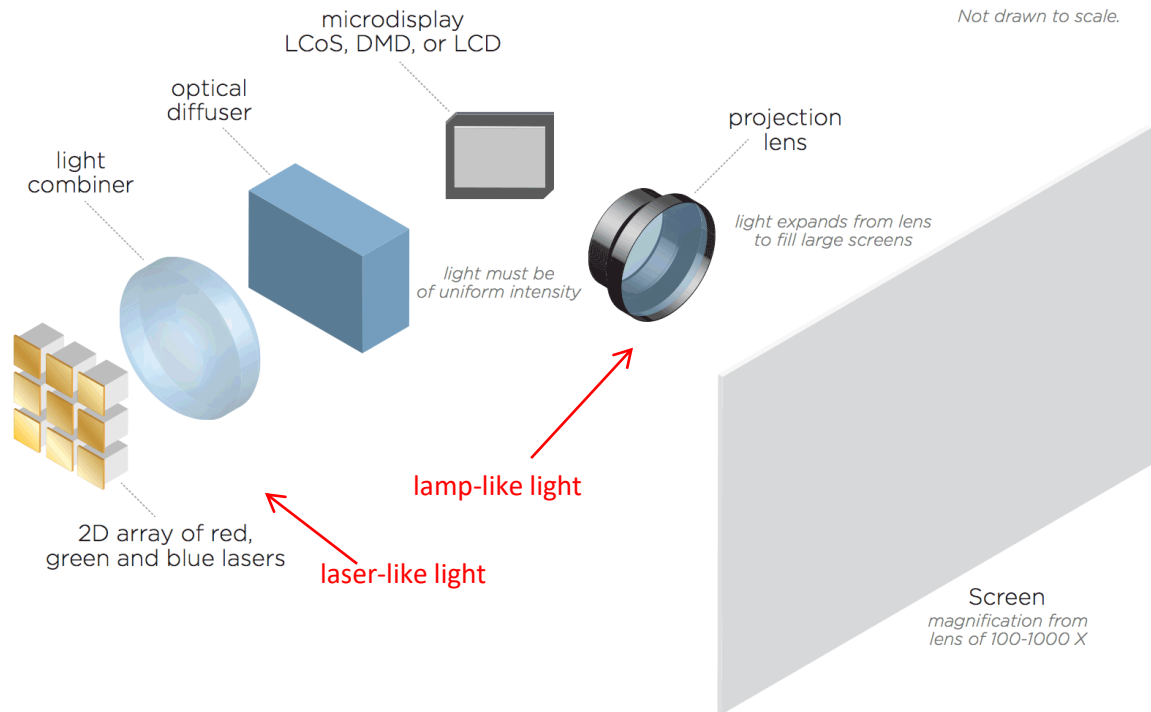 microdisplay
LCoS, DMD, or LCD
Not drawn to scale.
optical
diffuser
projection
lens
light
combiner
light expands from lens
to fill large screens
light must be
of uniform intensity
lamp-like light
2D array of red,
green and blue lasers
laser-like light
Screen
magnification from
lens of 100-1000 X